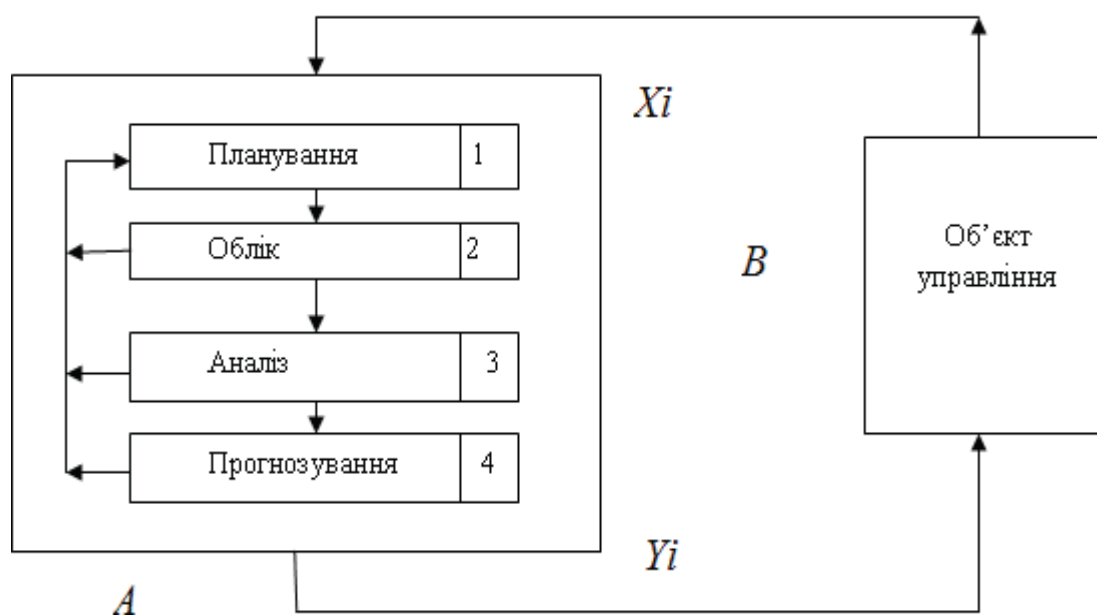 Xi
Планування 1
Облік 2
Аналіз 3
Прогнозування 4
B
Об’єкт
управління
Yi
A